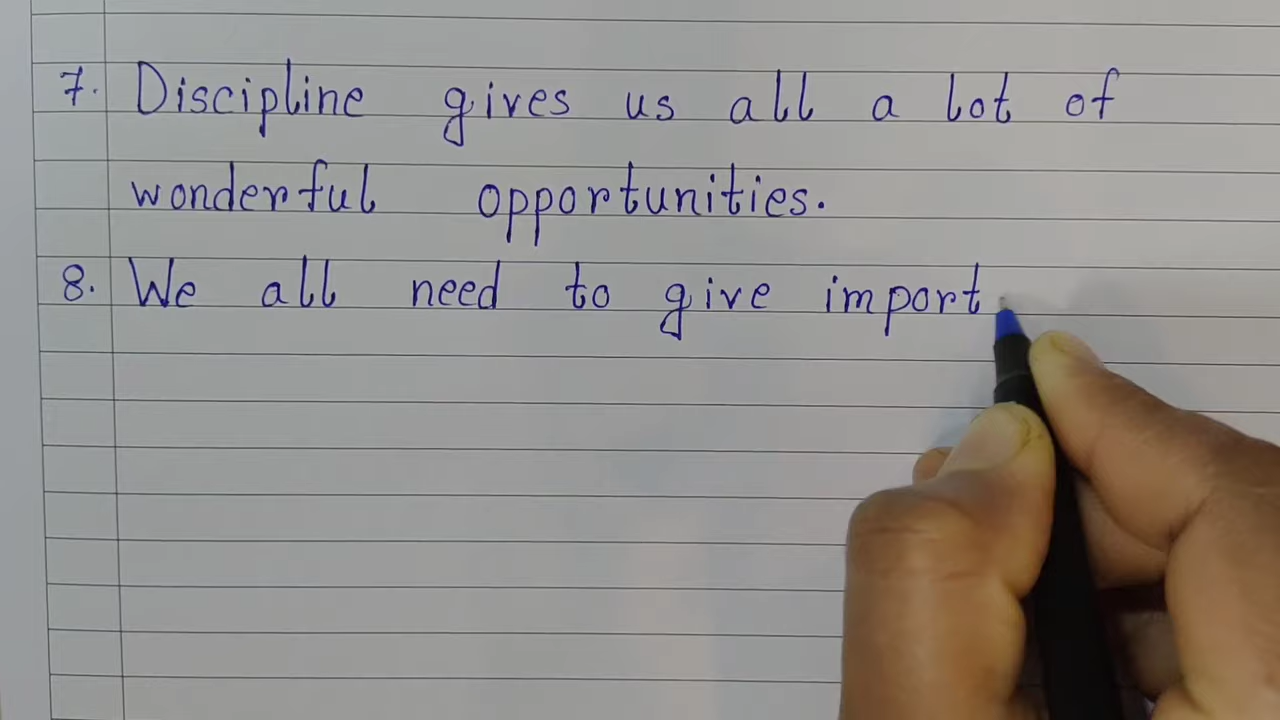 7. Discipline gives us all a lot of
wonderful opportunities.
8. We all need to give import